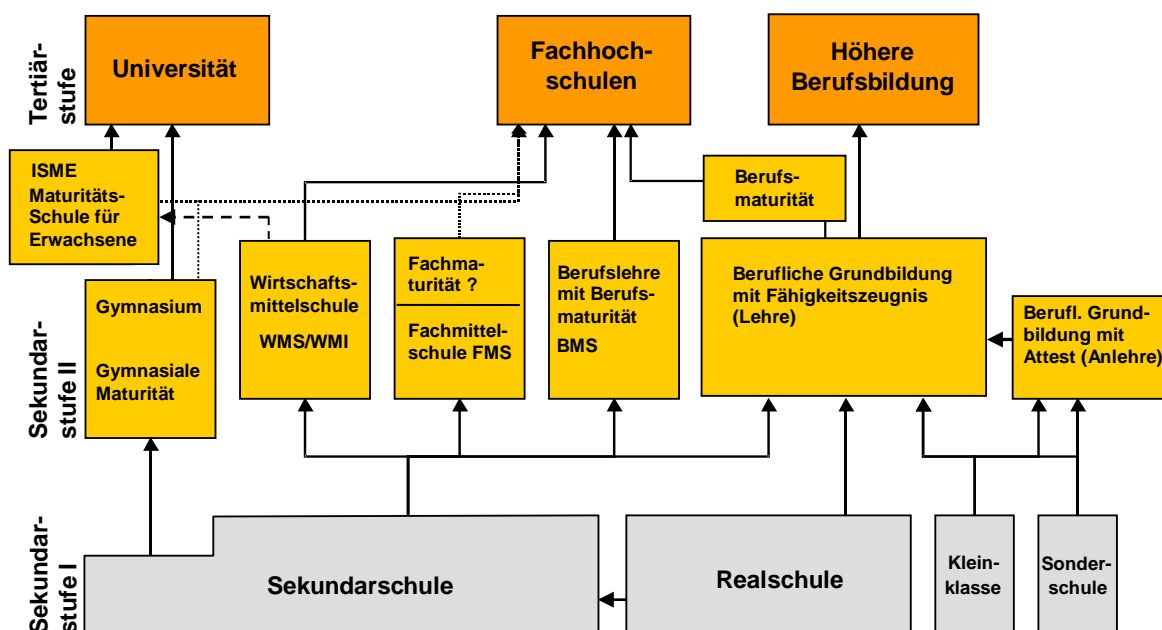 Tertiär-
stufe
Universität
Fachhoch-
schulen
Höhere
Berufsbildung
ISME
Maturitäts-
Schule für
Erwachsene
Berufs-
maturität
Sekundar-
stufe II
Gymnasium
Gymnasiale
Maturität
Wirtschafts-
mittelschule
WMS/WMI
Fachma-
turität ?
Fachmittel-
schule FMS
Berufslehre
mit Berufs-
maturität
BMS
Berufliche Grundbildung
mit Fähigkeitszeugnis
(Lehre)
Berufl. Grund-
bildung mit
Attest (Anlehre)
Sekundar-
stufe I
Sekundarschule
Realschule
Klein-
klasse
Sonder-
schule